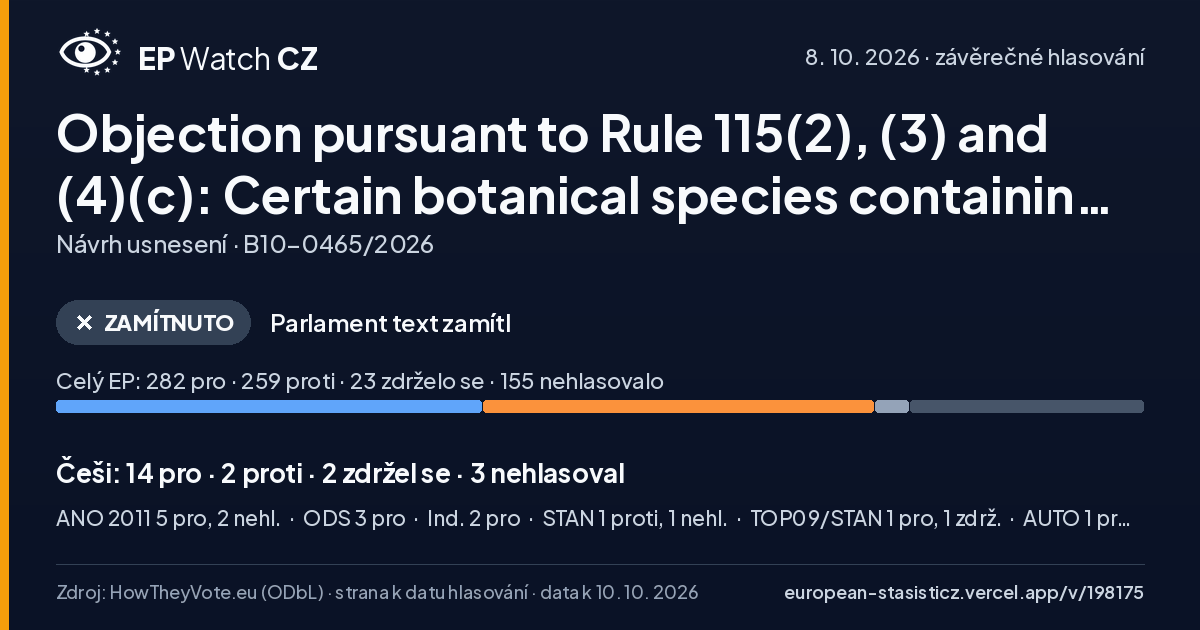 EP Watch CZ
8. 10. 2026 · závěrečné hlasování
Objection pursuant to Rule 115(2), (3) and
(4)(c): Certain botanical species containin…
Návrh usnesení · B10-0465/2026
✕ ZAMÍTNUTO
Parlament text zamítl
Celý EP: 282 pro · 259 proti · 23 zdrželo se · 155 nehlasovalo
Češi: 14 pro · 2 proti · 2 zdržel se · 3 nehlasoval
ANO 2011 5 pro, 2 nehl. · ODS 3 pro · Ind. 2 pro · STAN 1 proti, 1 nehl. · TOP09/STAN 1 pro, 1 zdrž. · AUTO 1 pr…
Zdroj: HowTheyVote.eu (ODbL) · strana k datu hlasování · data k 10. 10. 2026
european-stasisticz.vercel.app/v/198175